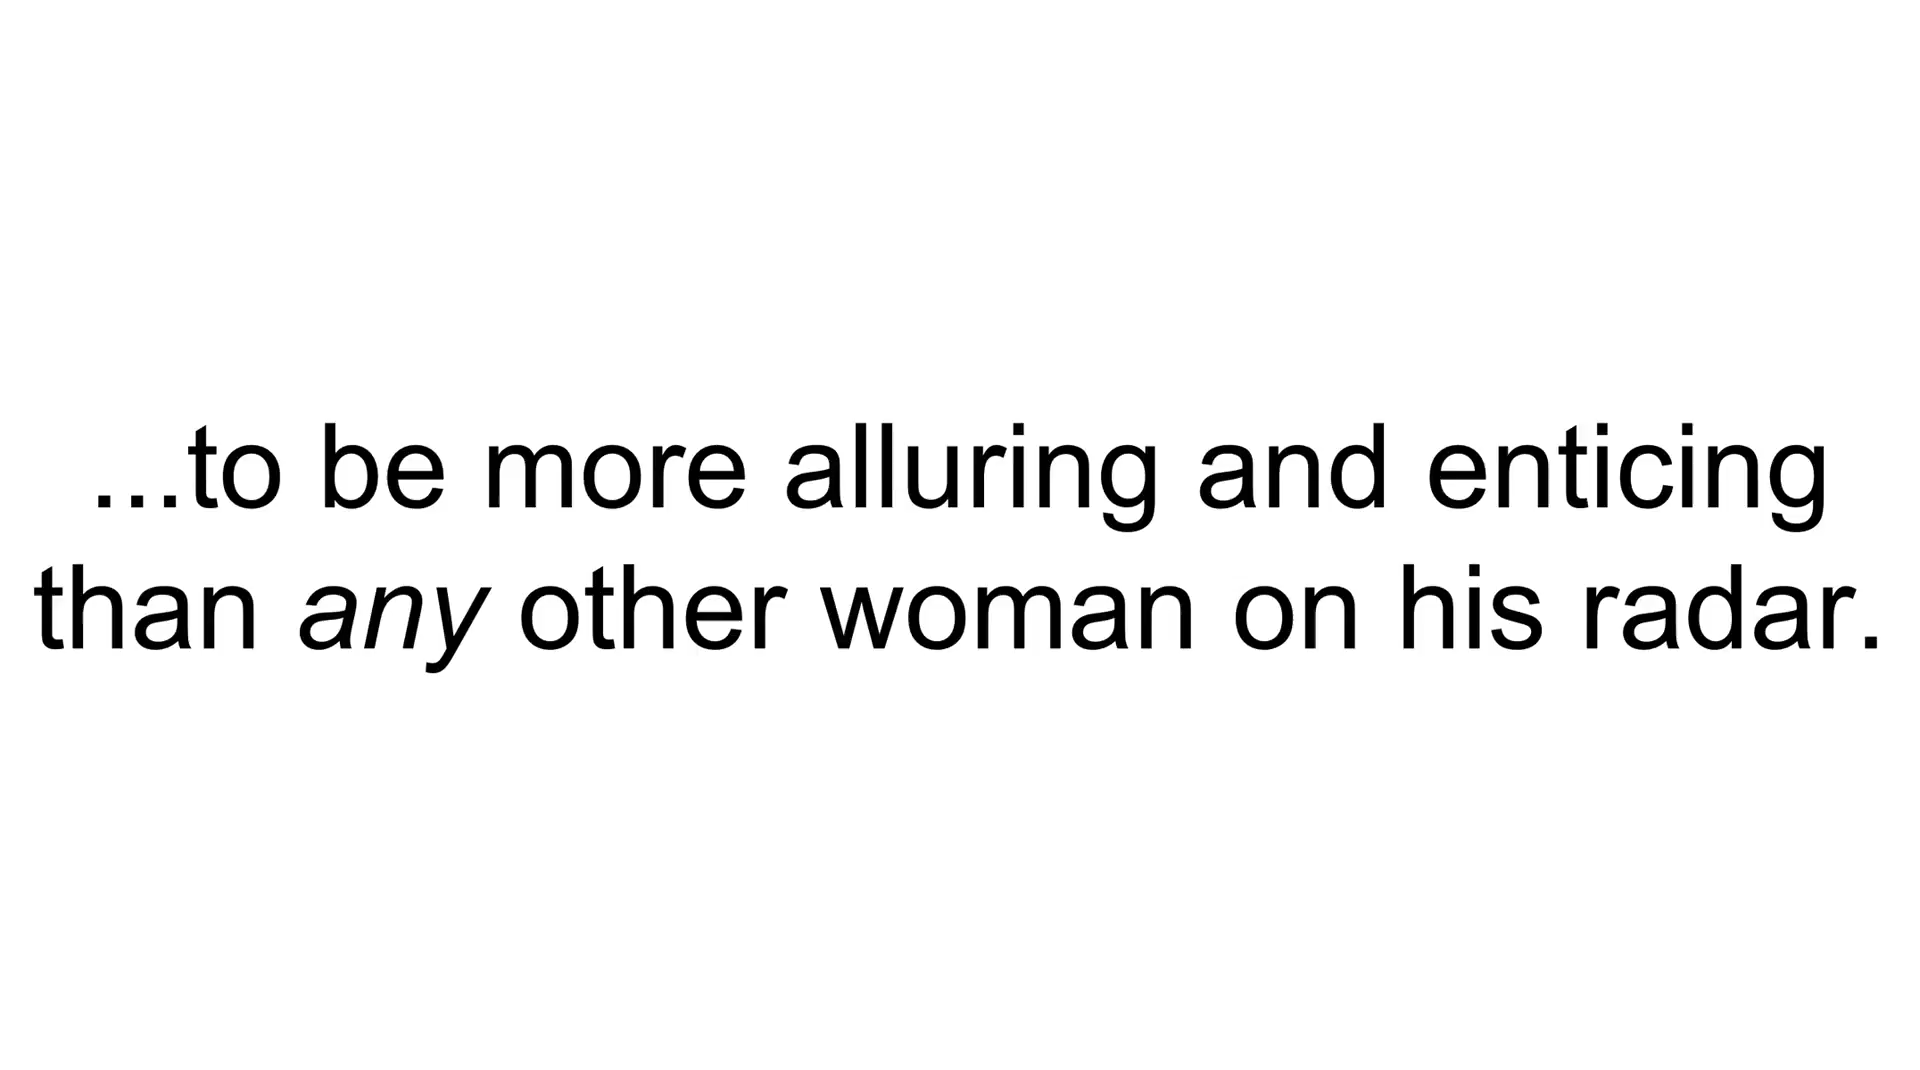 ...to be more alluring and enticing
than any other woman on his radar.